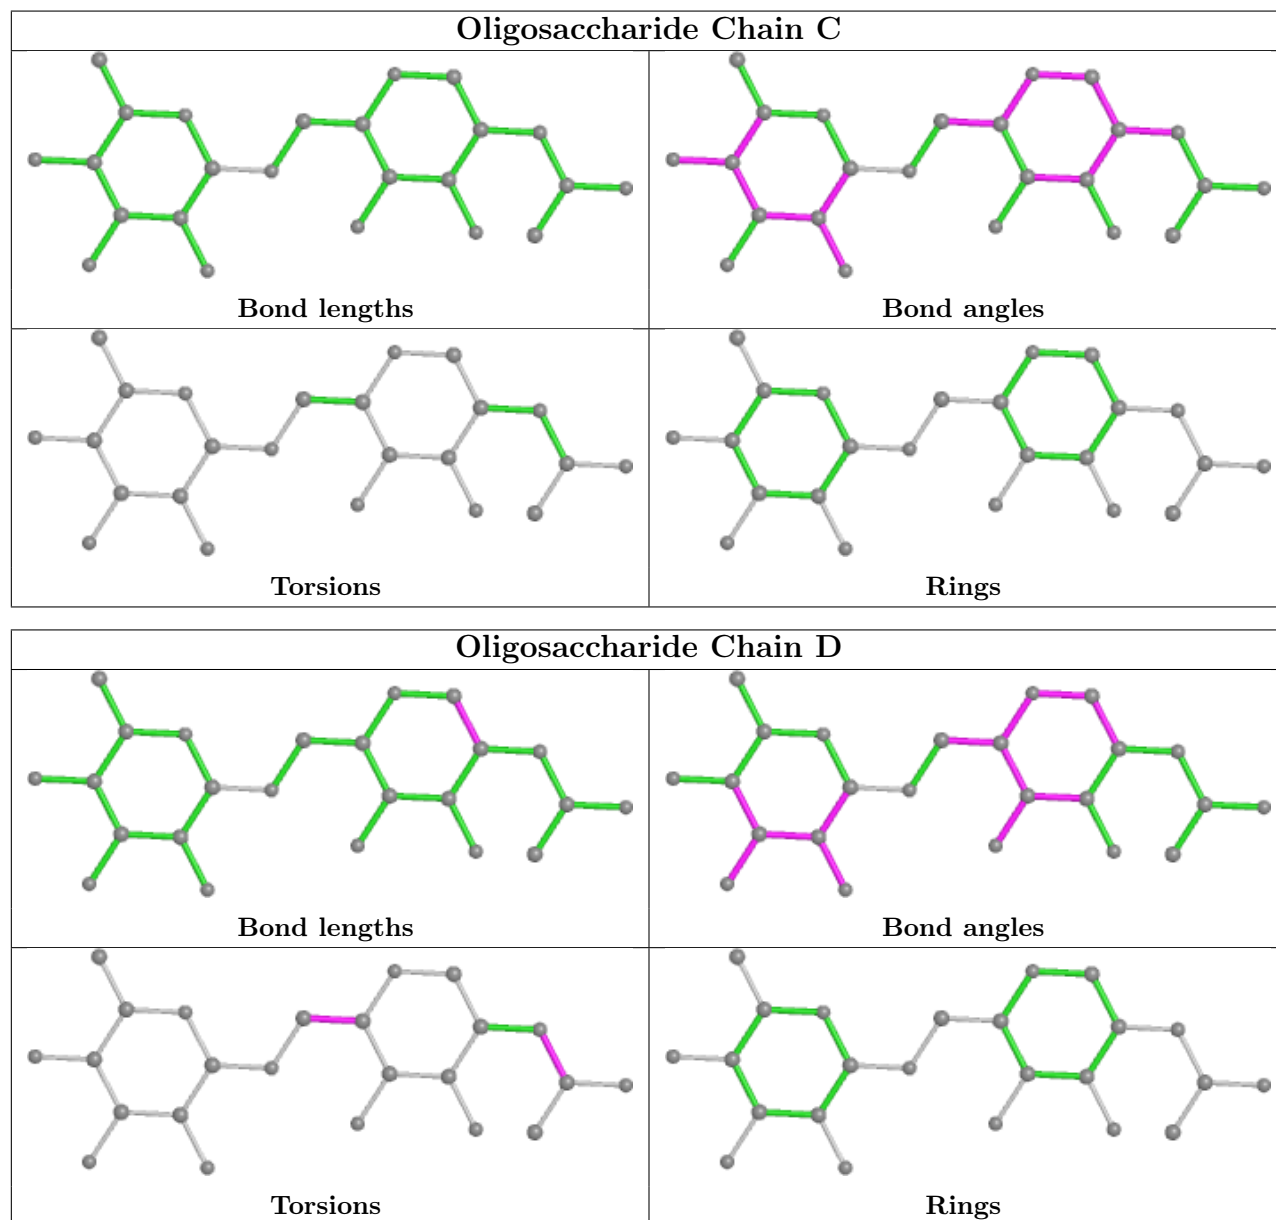 Oligosaccharide Chain C
Bond lengths
Bond angles
Torsions
Rings
Oligosaccharide Chain D
Bond lengths
Bond angles
Torsions
Rings